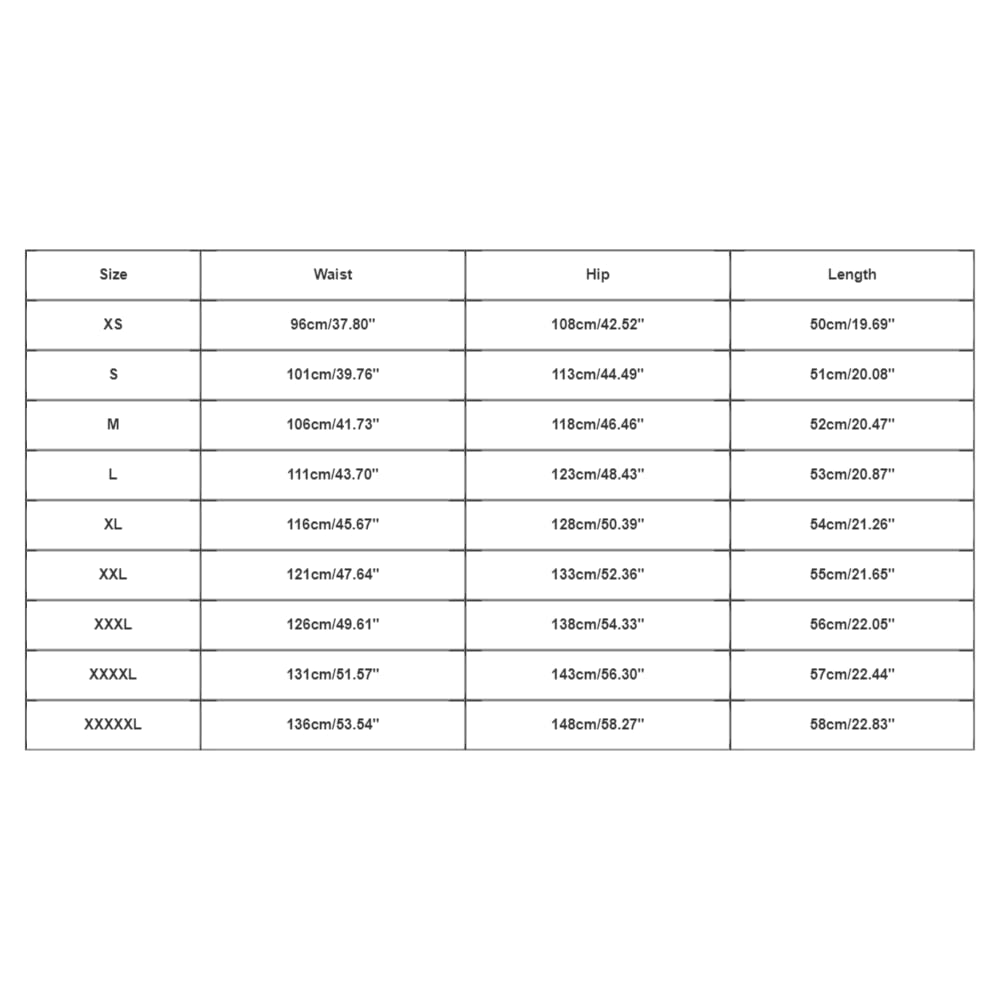 Size Waist Hip Length
XS 96cm/37.80" 108cm/42.52" 50cm/19.69"
S 101cm/39.76" 113cm/44.49" 51cm/20.08"
M 106cm/41.73" 118cm/46.46" 52cm/20.47"
L 111cm/43.70" 123cm/48.43" 53cm/20.87"
XL 116cm/45.67" 128cm/50.39" 54cm/21.26"
XXL 121cm/47.64" 133cm/52.36" 55cm/21.65"
XXXL 126cm/49.61" 138cm/54.33" 56cm/22.05"
XXXXL 131cm/51.57" 143cm/56.30" 57cm/22.44"
XXXXXL 136cm/53.54" 148cm/58.27" 58cm/22.83"